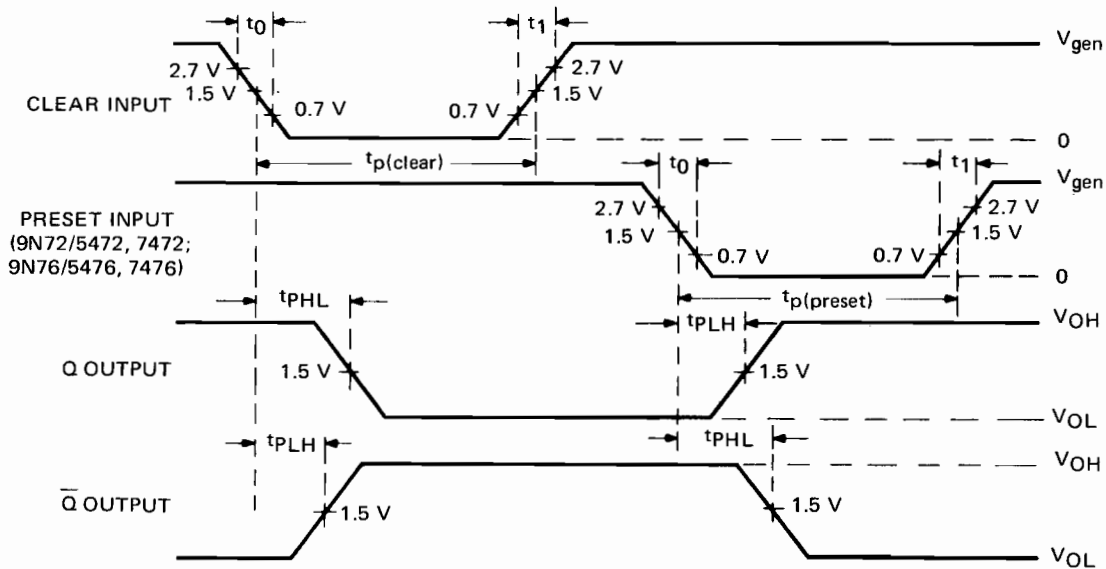 t0
t1
Vgen
2.7 V
2.7 V
1.5 V
1.5 V
CLEAR INPUT
0.7 V
0.7 V
0
tp(clear)
t0
t1
Vgen
PRESET INPUT
(9N72/5472, 7472;
9N76/5476, 7476)
2.7 V
2.7 V
1.5 V
1.5 V
0.7 V
0.7 V
0
tPHL
tp(preset)
tPLH
VOH
Q OUTPUT
1.5 V
1.5 V
VOL
tPLH
tPHL
VOH
Q̅ OUTPUT
1.5 V
1.5 V
VOL